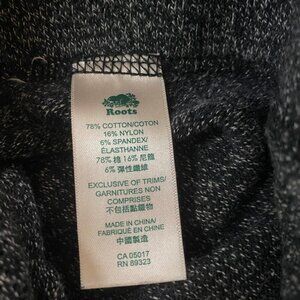 Roots
78% COTTON/COTON
16% NYLON
6% SPANDEX/
ÉLASTHANNE
78% 棉 16% 尼龍
6% 彈性纖維
EXCLUSIVE OF TRIMS/
GARNITURES NON
COMPRISES
不包括點綴物
MADE IN CHINA/
FABRIQUÉ EN CHINE
中國製造
CA 05017
RN 89323